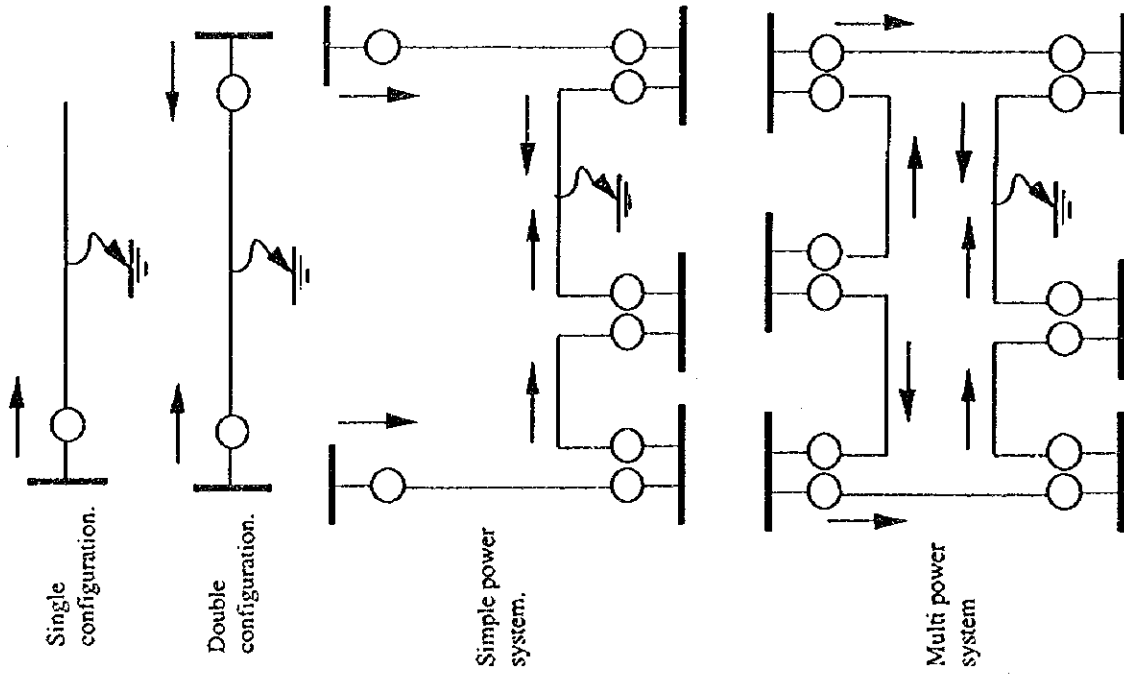 Single
configuration.
Double
configuration.
Simple power
system.
Multi power
system